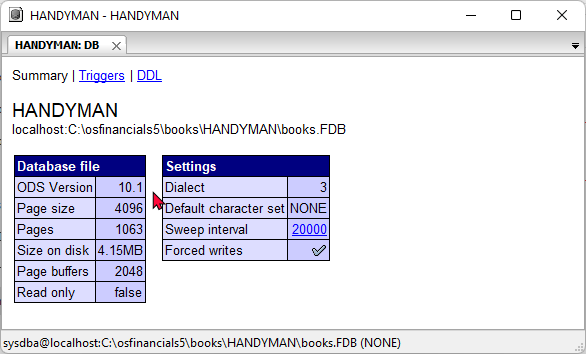 HANDYMAN - HANDYMAN
HANDYMAN: DB
Summary | Triggers | DDL
HANDYMAN
localhost:C:\osfinancials5\books\HANDYMAN\books.FDB
Database file
ODS Version 10.1
Page size 4096
Pages 1063
Size on disk 4.15MB
Page buffers 2048
Read only false
Settings
Dialect 3
Default character set NONE
Sweep interval 20000
Forced writes
sysdba@localhost:C:\osfinancials5\books\HANDYMAN\books.FDB (NONE)